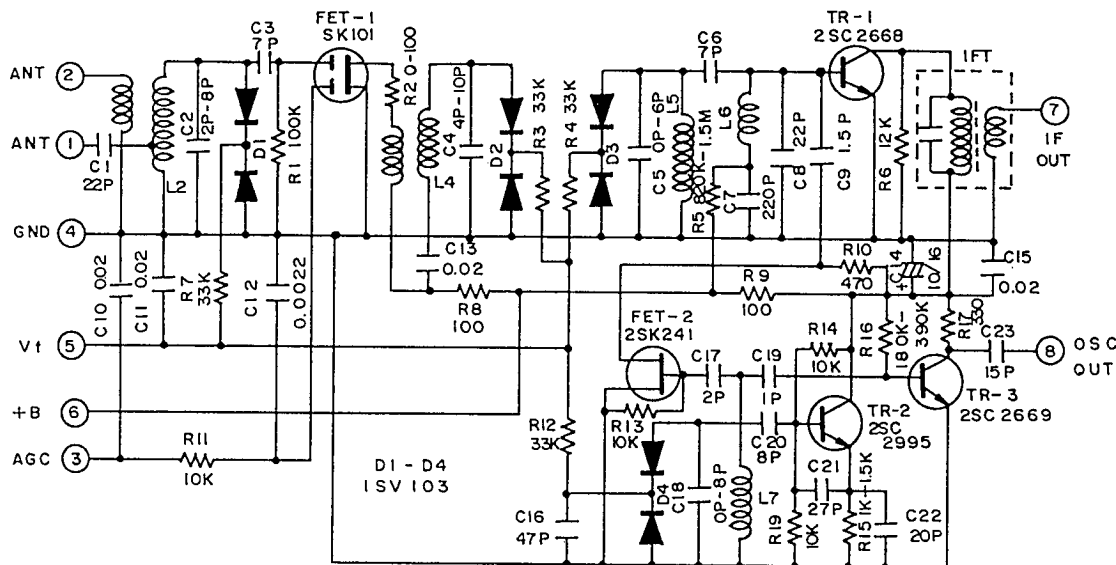 FET-1
SK101
TR-1
2SC2668
C3
7P
C6
7P
IFT
ANT 2
ANT 1
C1
22P
L2
C2
2P-8P
D1
R1 100K
R2 0-100
L4
C4
4P-10P
D2
R3 33K
R4 33K
D3
C5
0P-6P
L5
R5 820K-1.5M
L6
C7
220P
C8
22P
C9
1.5P
R6
12K
7
IF
OUT
GND 4
C10 0.02
C11 0.02
R7
33K
C12
0.0022
C13
0.02
R8
100
R9
100
R10
470
+C14
10/16
C15
0.02
FET-2
2SK241
C17
2P
C19
1P
R14
10K
R16
180K-
390K
R17
330
C23
15P
8 OSC
OUT
Vt 5
+B 6
AGC 3
R11
10K
D1-D4
1SV103
R12
33K
R13
10K
C20
8P
TR-2
2SC
2995
TR-3
2SC2669
C16
47P
D4
C18
0P-8P
L7
R19
10K
C21
27P
R15 1K-1.5K
C22
20P